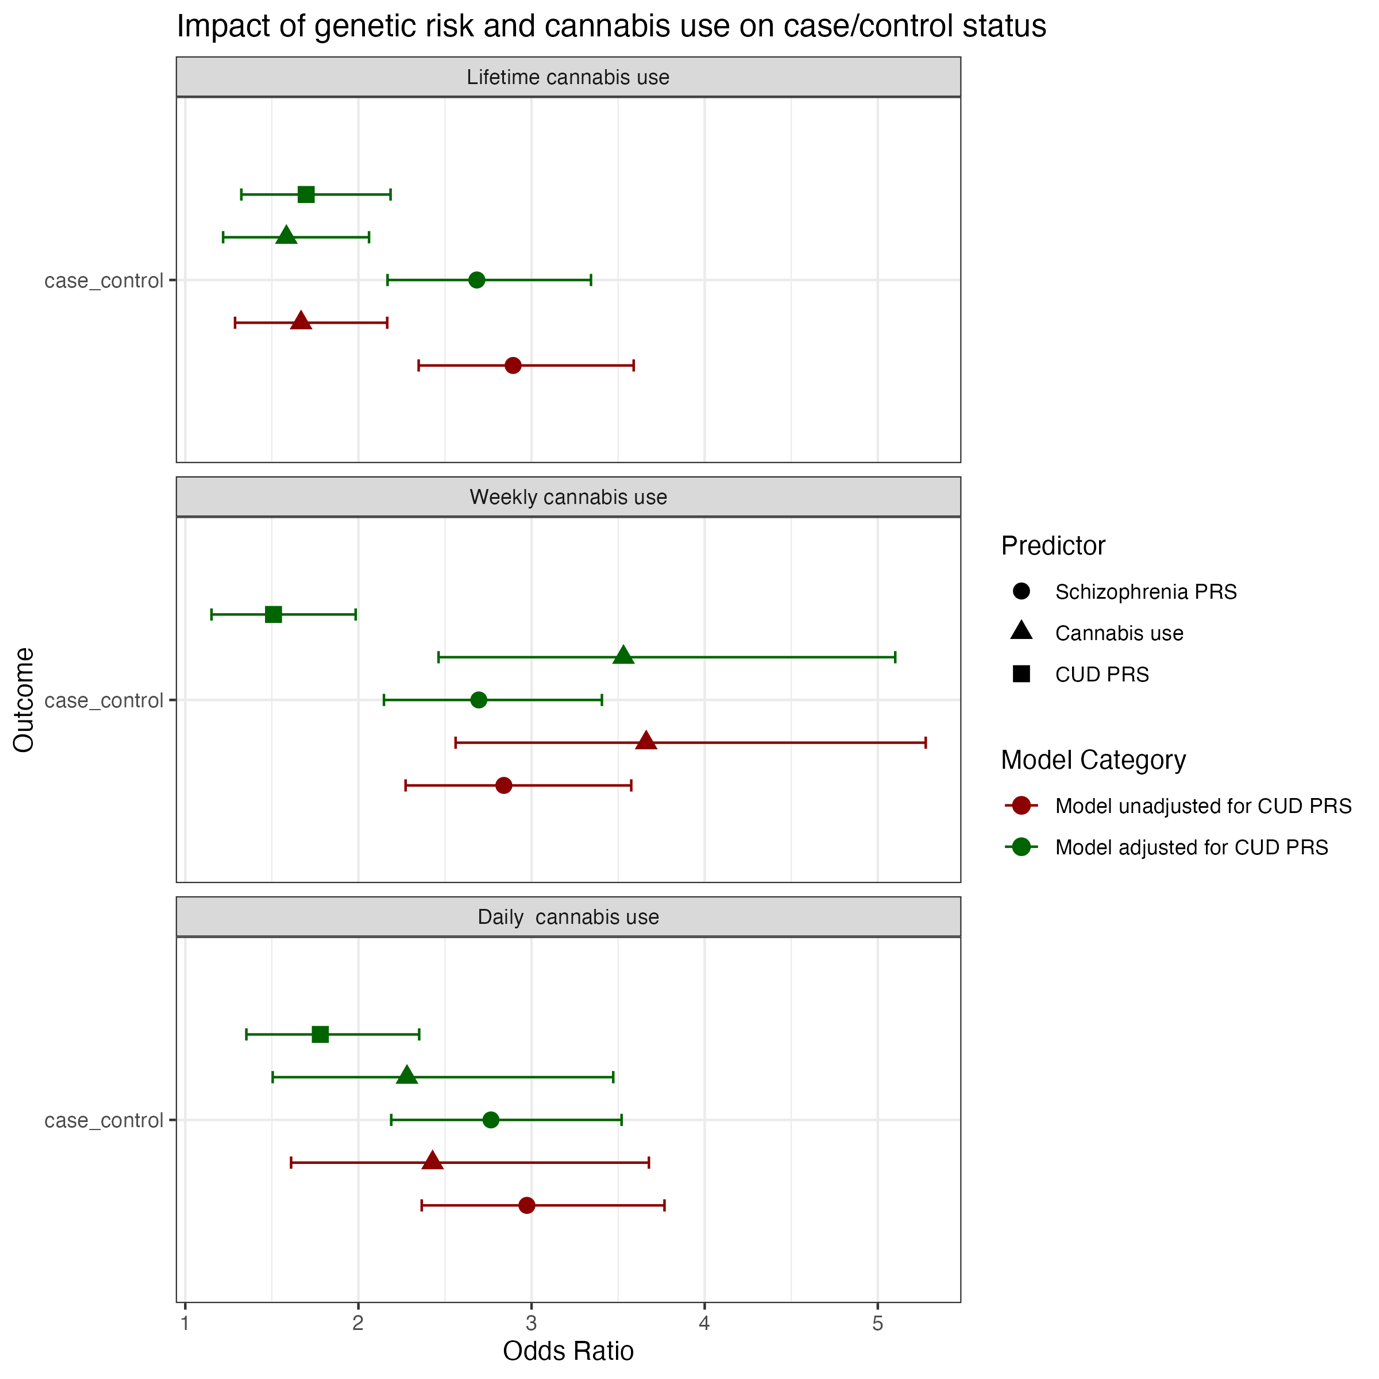 Impact of genetic risk and cannabis use on case/control status
Lifetime cannabis use
case_control
Weekly cannabis use
case_control
Daily  cannabis use
case_control
1 2 3 4 5
Odds Ratio
Outcome
Predictor
Schizophrenia PRS
Cannabis use
CUD PRS
Model Category
Model unadjusted for CUD PRS
Model adjusted for CUD PRS